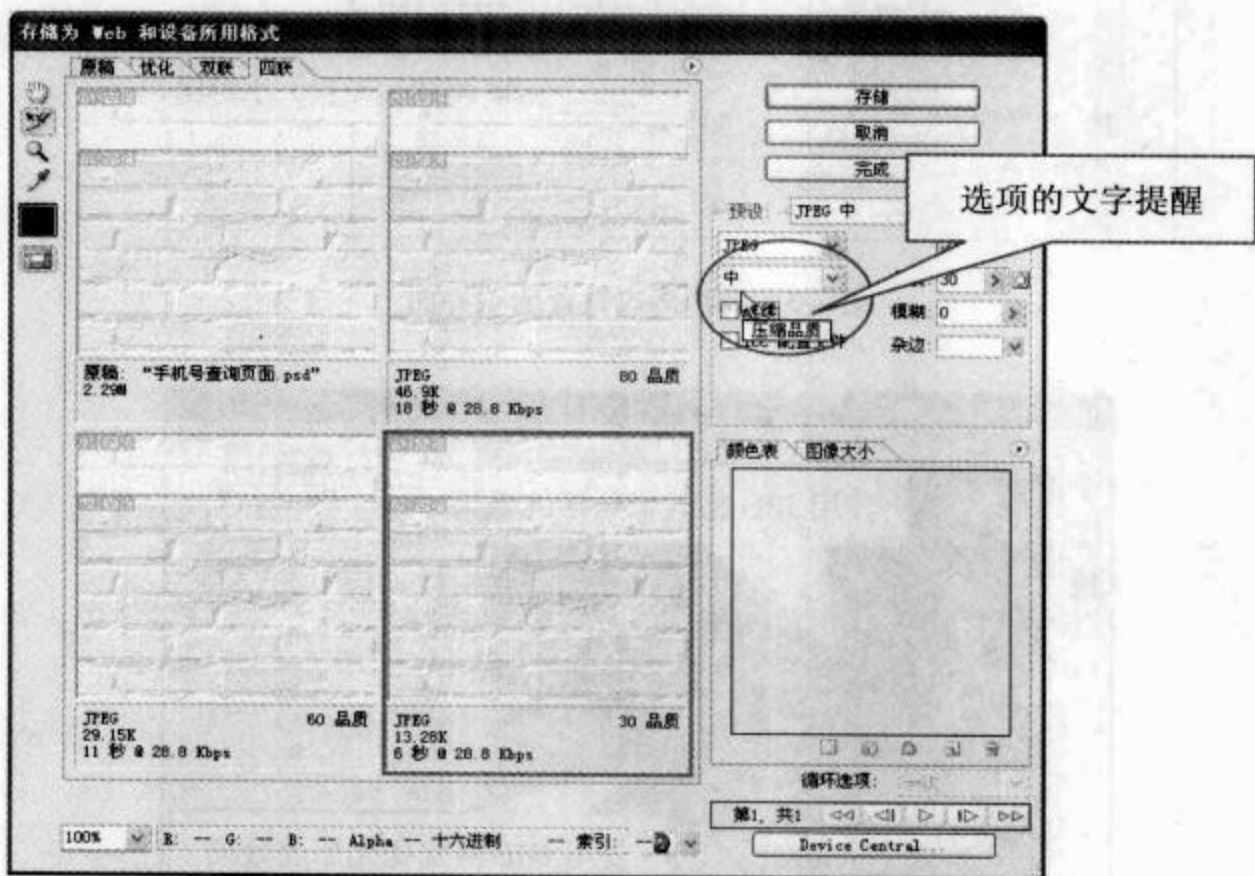 存储为 Web 和设备所用格式
原稿 优化 双联 四联
存储
取消
完成
选项的文字提醒
预设: JPEG 中
JPEG
中
30
模糊: 0
压缩品质
杂边:
原稿: "手机号查询页面.psd"
2.29M
JPEG 80 品质
46.9K
18 秒 @ 28.8 Kbps
颜色表 图像大小
JPEG 60 品质
29.15K
11 秒 @ 28.8 Kbps
JPEG 30 品质
13.28K
6 秒 @ 28.8 Kbps
循环选项:
第1, 共1
100% R: -- G: -- B: -- Alpha -- 十六进制 -- 索引: --
Device Central...